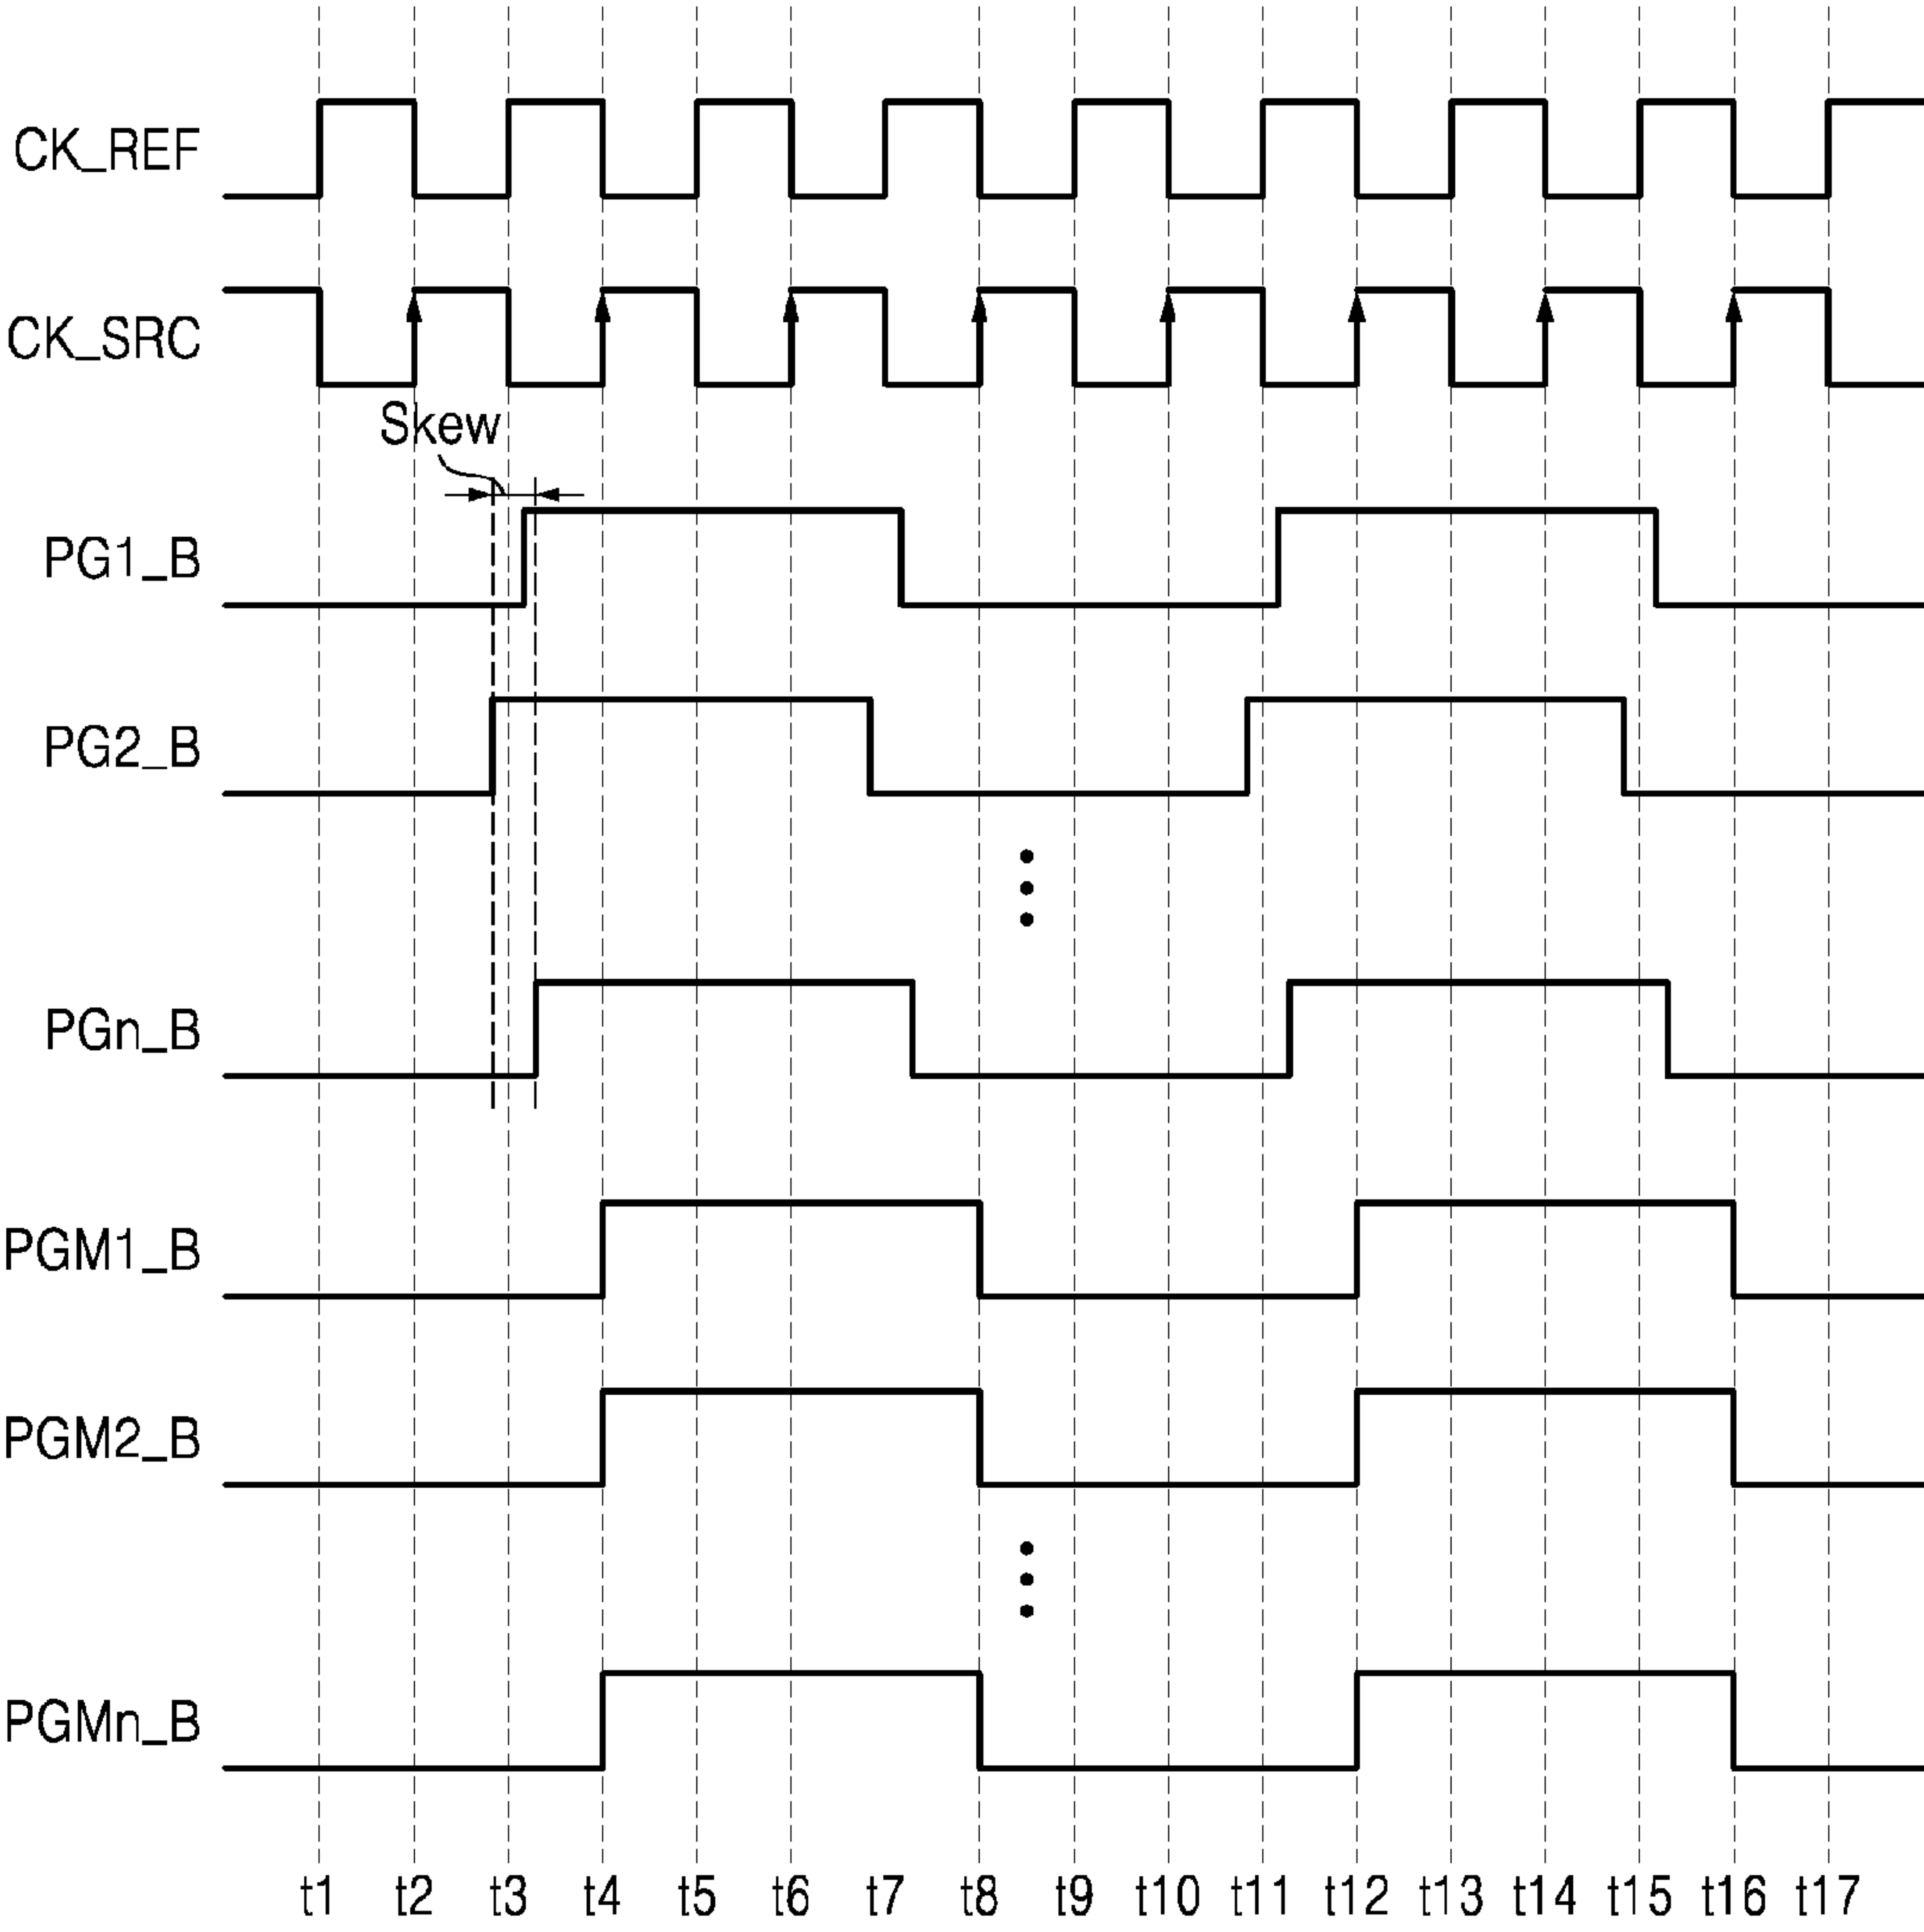 CK_REF
CK_SRC
Skew
PG1_B
PG2_B
PGn_B
PGM1_B
PGM2_B
PGMn_B
t1 t2 t3 t4 t5 t6 t7 t8 t9 t10 t11 t12 t13 t14 t15 t16 t17